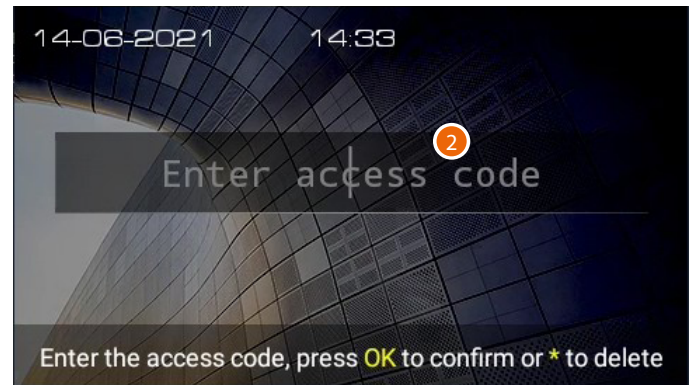 14-06-2021 14:33
2
Enter access code
Enter the access code, press OK to confirm or * to delete